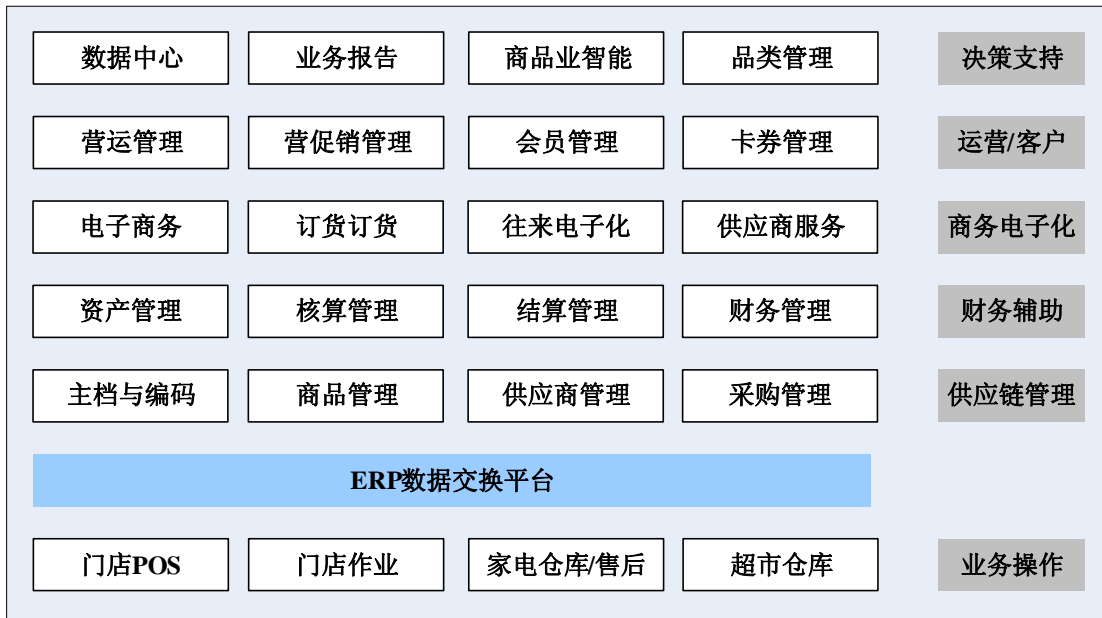 数据中心 业务报告 商品业智能 品类管理 决策支持
营运管理 营促销管理 会员管理 卡券管理 运营/客户
电子商务 订货订货 往来电子化 供应商服务 商务电子化
资产管理 核算管理 结算管理 财务管理 财务辅助
主档与编码 商品管理 供应商管理 采购管理 供应链管理
ERP数据交换平台
门店POS 门店作业 家电仓库/售后 超市仓库 业务操作